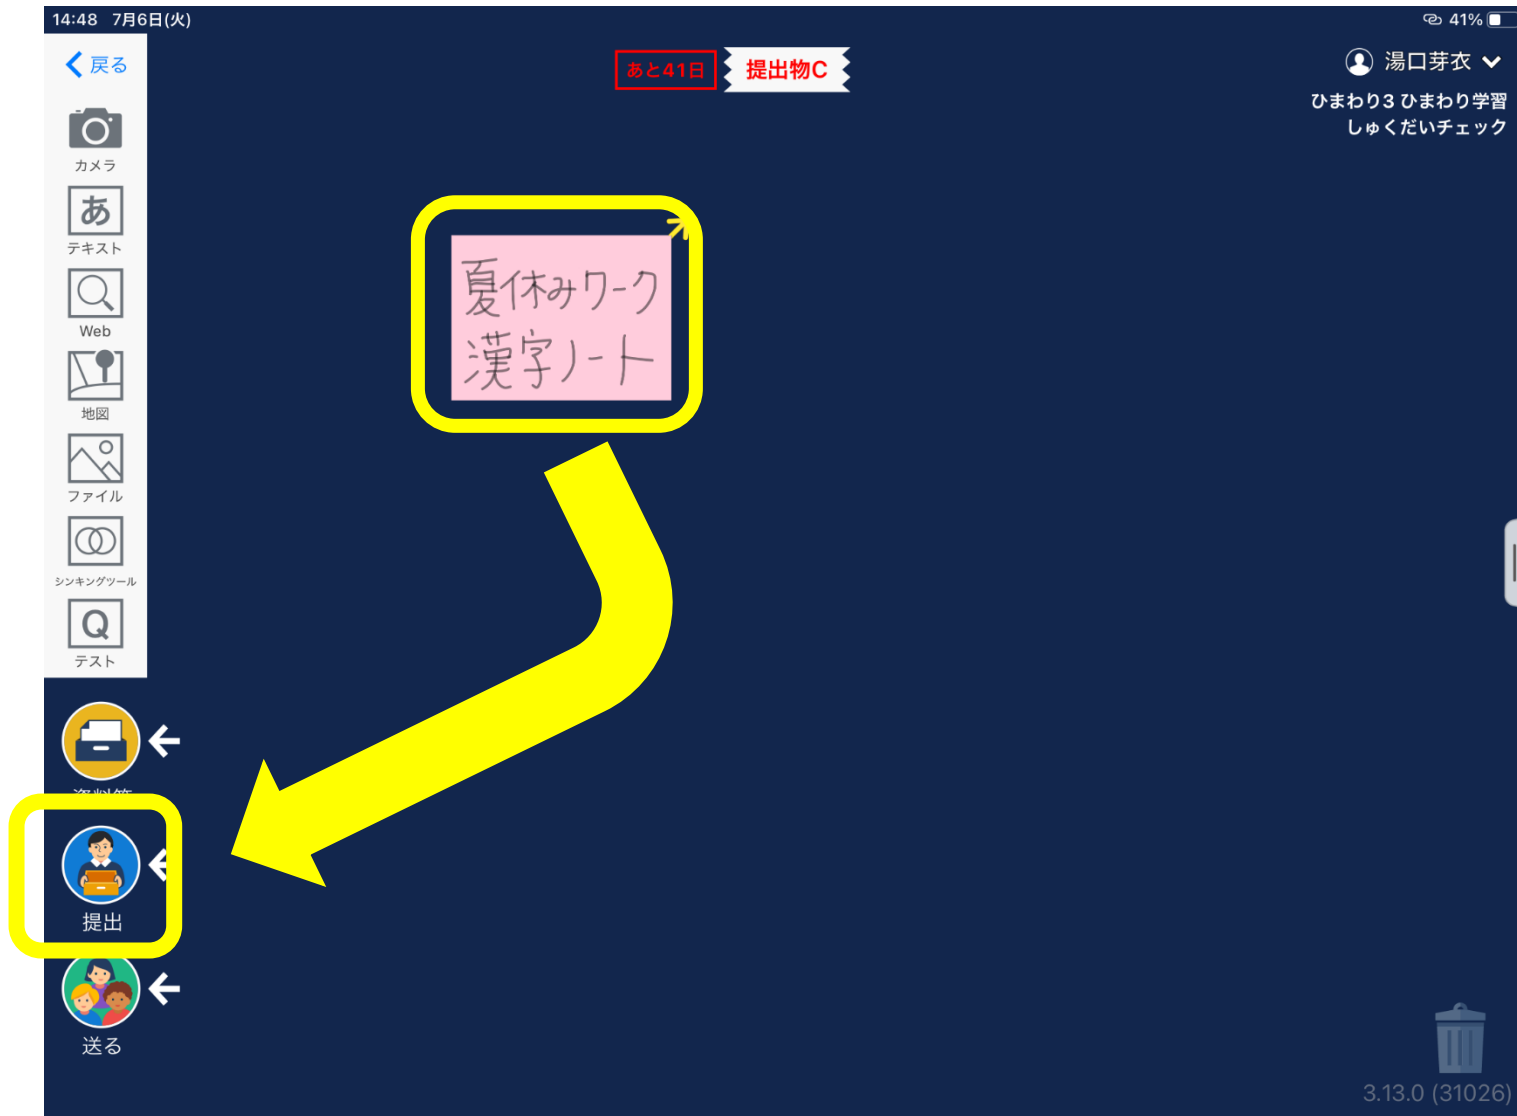 14:48 7月6日(火)
41%
戻る
あと41日
提出物C
湯口芽衣
ひまわり3 ひまわり学習
しゅくだいチェック
カメラ
あ
テキスト
Web
地図
ファイル
シンキングツール
Q
テスト
夏休みワーク
漢字ノート
提出
送る
3.13.0 (31026)